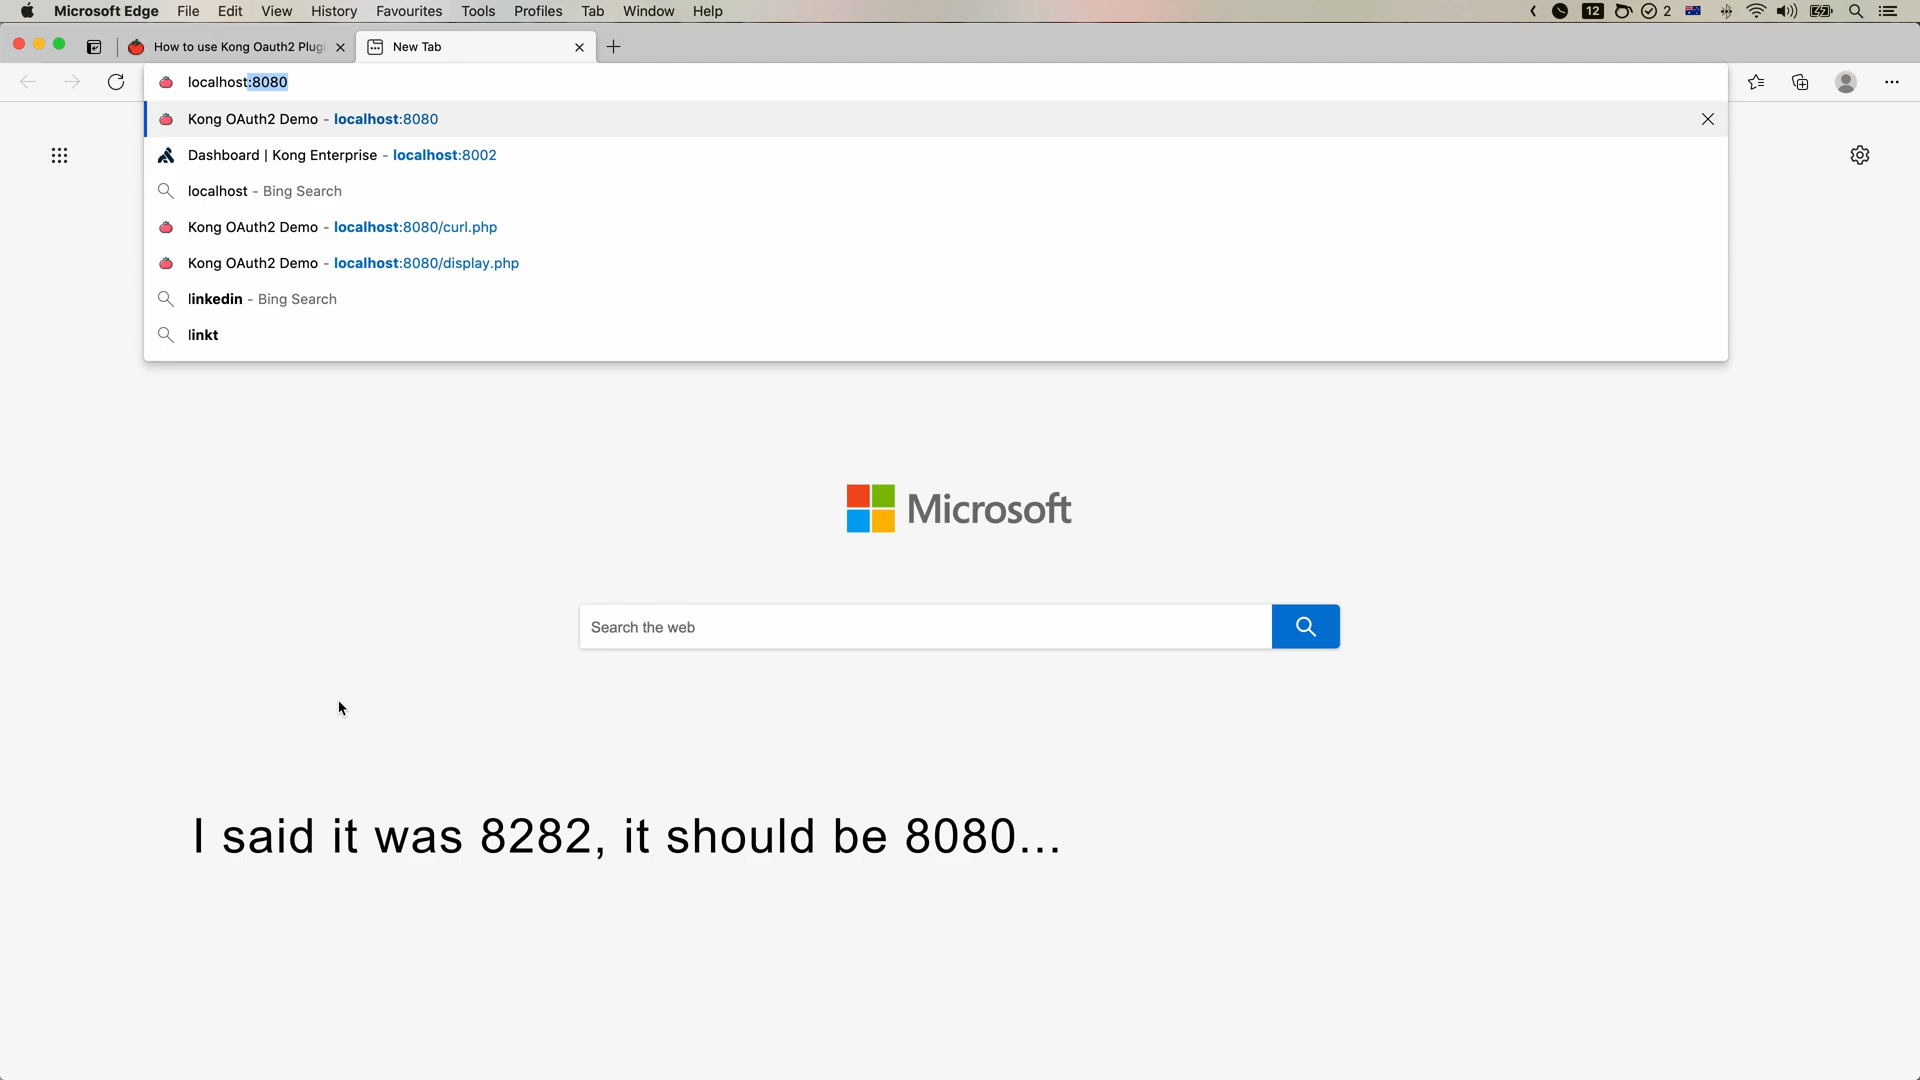 Microsoft Edge File Edit View History Favourites Tools Profiles Tab Window Help 12 2
How to use Kong Oauth2 Plugi New Tab
localhost:8080
Kong OAuth2 Demo - localhost:8080
Dashboard | Kong Enterprise - localhost:8002
localhost - Bing Search
Kong OAuth2 Demo - localhost:8080/curl.php
Kong OAuth2 Demo - localhost:8080/display.php
linkedin - Bing Search
linkt
Microsoft
Search the web
I said it was 8282, it should be 8080...